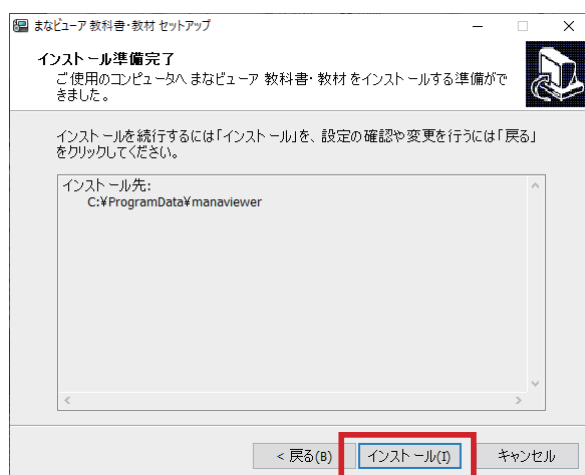 まなビューア 教科書・教材 セットアップ
インストール準備完了
ご使用のコンピュータへ まなビューア 教科書・教材 をインストールする準備がで
きました。
インストールを続行するには「インストール」を、設定の確認や変更を行うには「戻る」
をクリックしてください。
インストール先:
C:¥ProgramData¥manaviewer
< 戻る(B)
インストール(I)
キャンセル